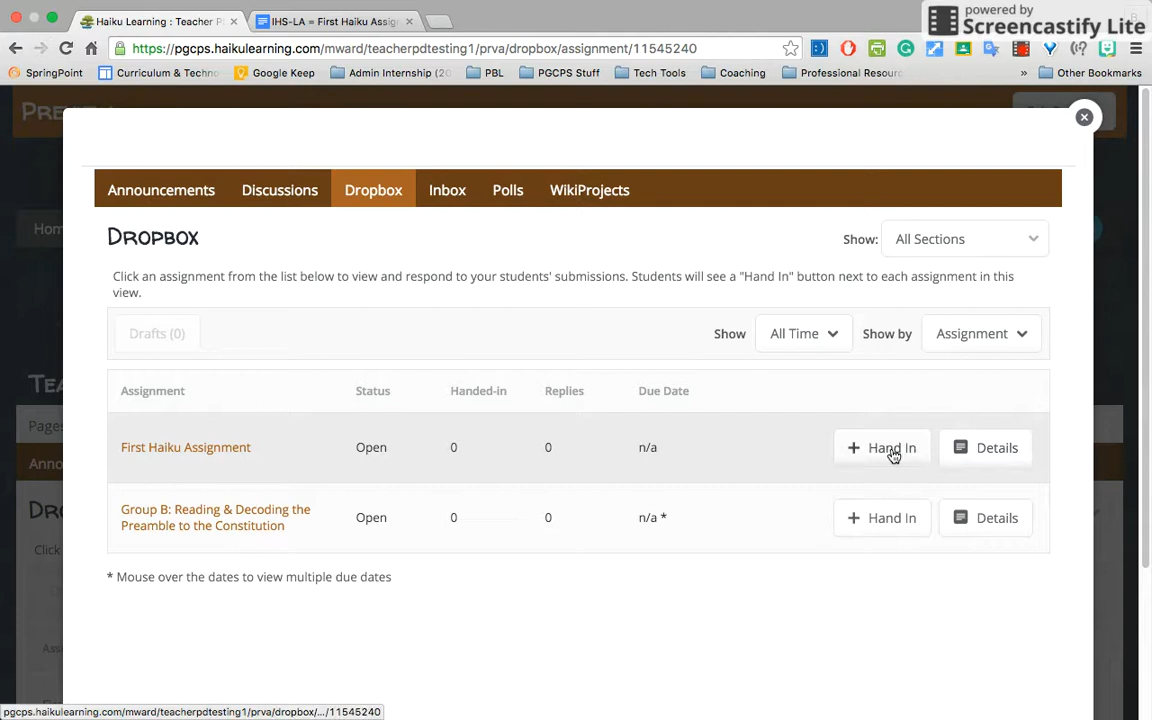 Haiku Learning : Teacher P
IHS-LA = First Haiku Assign
powered by
Screencastify Lite
https://pgcps.haikulearning.com/mward/teacherpdtesting1/prva/dropbox/assignment/11545240
SpringPoint
Curriculum & Techno
Google Keep
Admin Internship (20
PBL
PGCPS Stuff
Tech Tools
Coaching
Professional Resour
»
Other Bookmarks
Announcements
Discussions
Dropbox
Inbox
Polls
WikiProjects
Dropbox
Show:
All Sections
Click an assignment from the list below to view and respond to your students' submissions. Students will see a "Hand In" button next to each assignment in this
view.
Drafts (0)
Show
All Time
Show by
Assignment
Assignment
Status
Handed-in
Replies
Due Date
First Haiku Assignment
Open
0
0
n/a
+ Hand In
Details
Group B: Reading & Decoding the
Preamble to the Constitution
Open
0
0
n/a *
+ Hand In
Details
* Mouse over the dates to view multiple due dates
Hom
Pages
Anno
Click
pgcps.haikulearning.com/mward/teacherpdtesting1/prva/dropbox/.../11545240